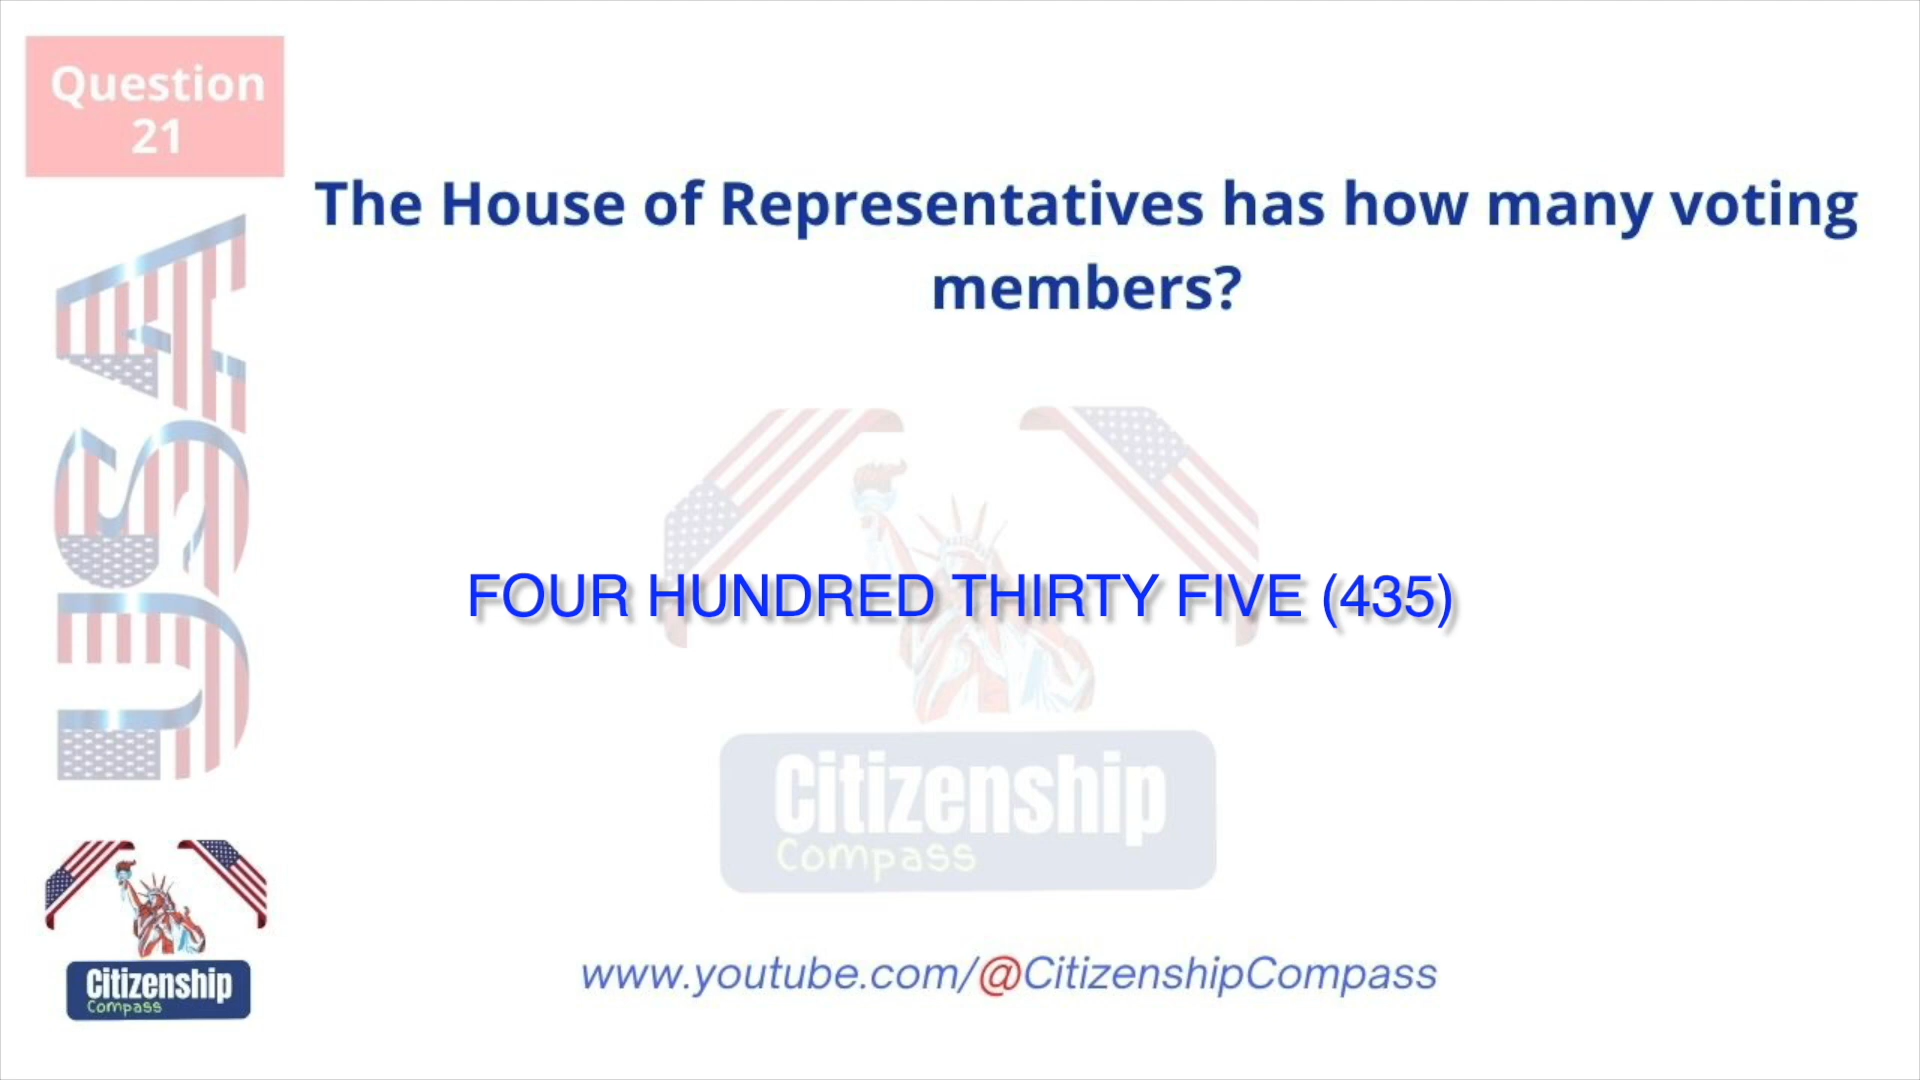 Question
21
The House of Representatives has how many voting
members?
USA
FOUR HUNDRED THIRTY FIVE (435)
Citizenship
Compass
Citizenship
Compass
www.youtube.com/@CitizenshipCompass